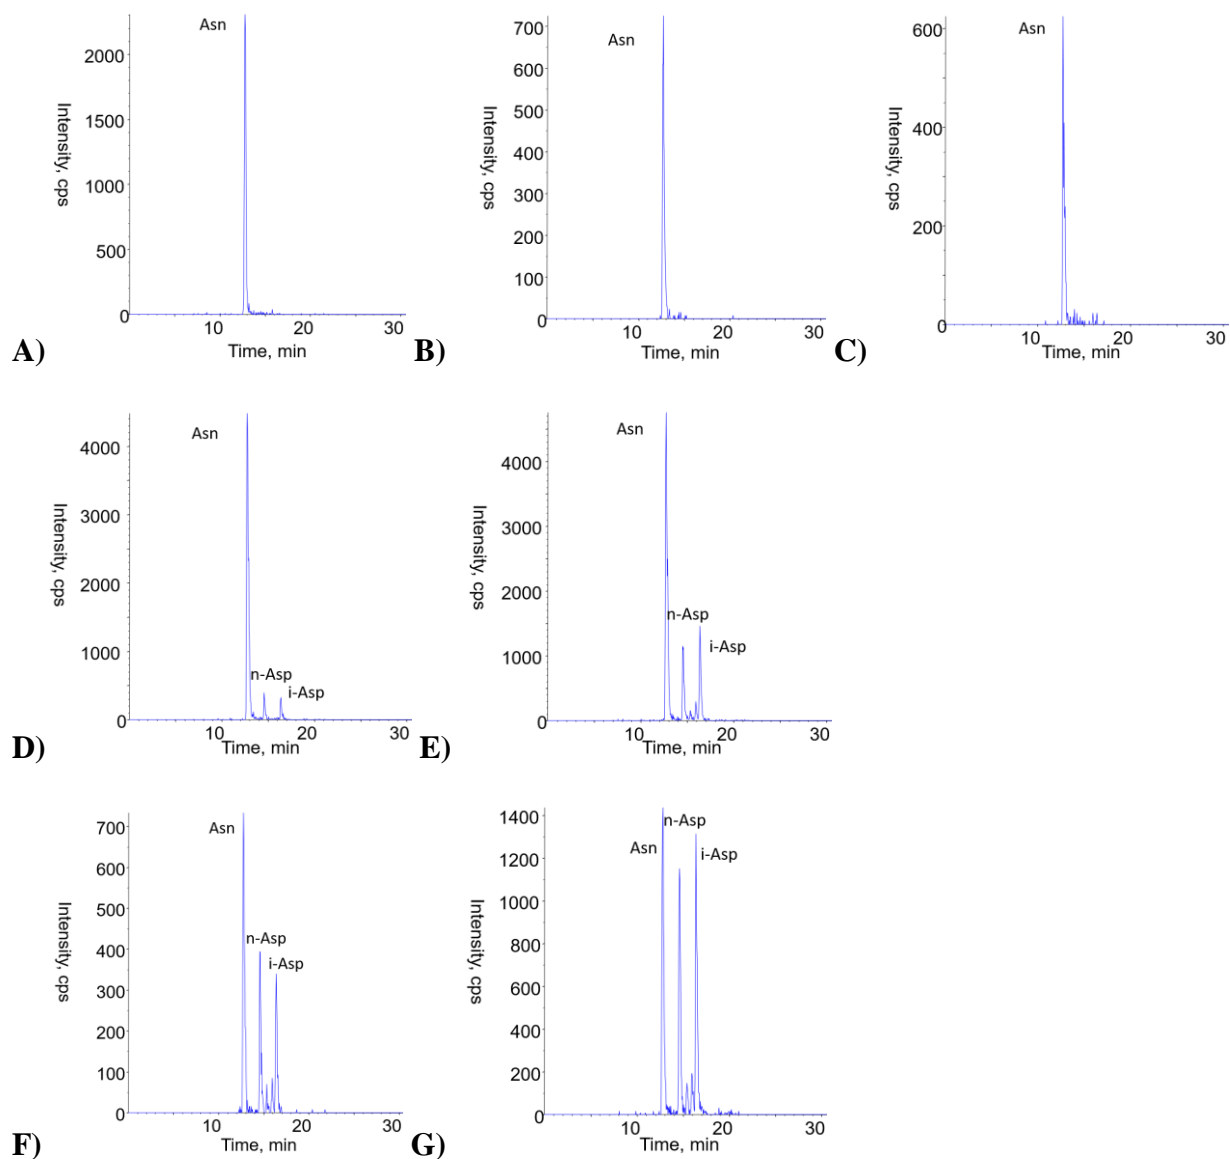 Asn
2000
1500
1000
500
0
10
20
30
Intensity, cps
Time, min
A)
Asn
700
600
500
400
300
200
100
0
10
20
30
Intensity, cps
Time, min
B)
Asn
600
400
200
0
10
20
30
Intensity, cps
Time, min
C)
Asn
n-Asp
i-Asp
4000
3000
2000
1000
0
10
20
30
Intensity, cps
Time, min
D)
Asn
n-Asp
i-Asp
4000
3000
2000
1000
0
10
20
30
Intensity, cps
Time, min
E)
Asn
n-Asp
i-Asp
700
600
500
400
300
200
100
0
10
20
30
Intensity, cps
Time, min
F)
Asn
n-Asp
i-Asp
1400
1200
1000
800
600
400
200
0
10
20
30
Intensity, cps
Time, min
G)